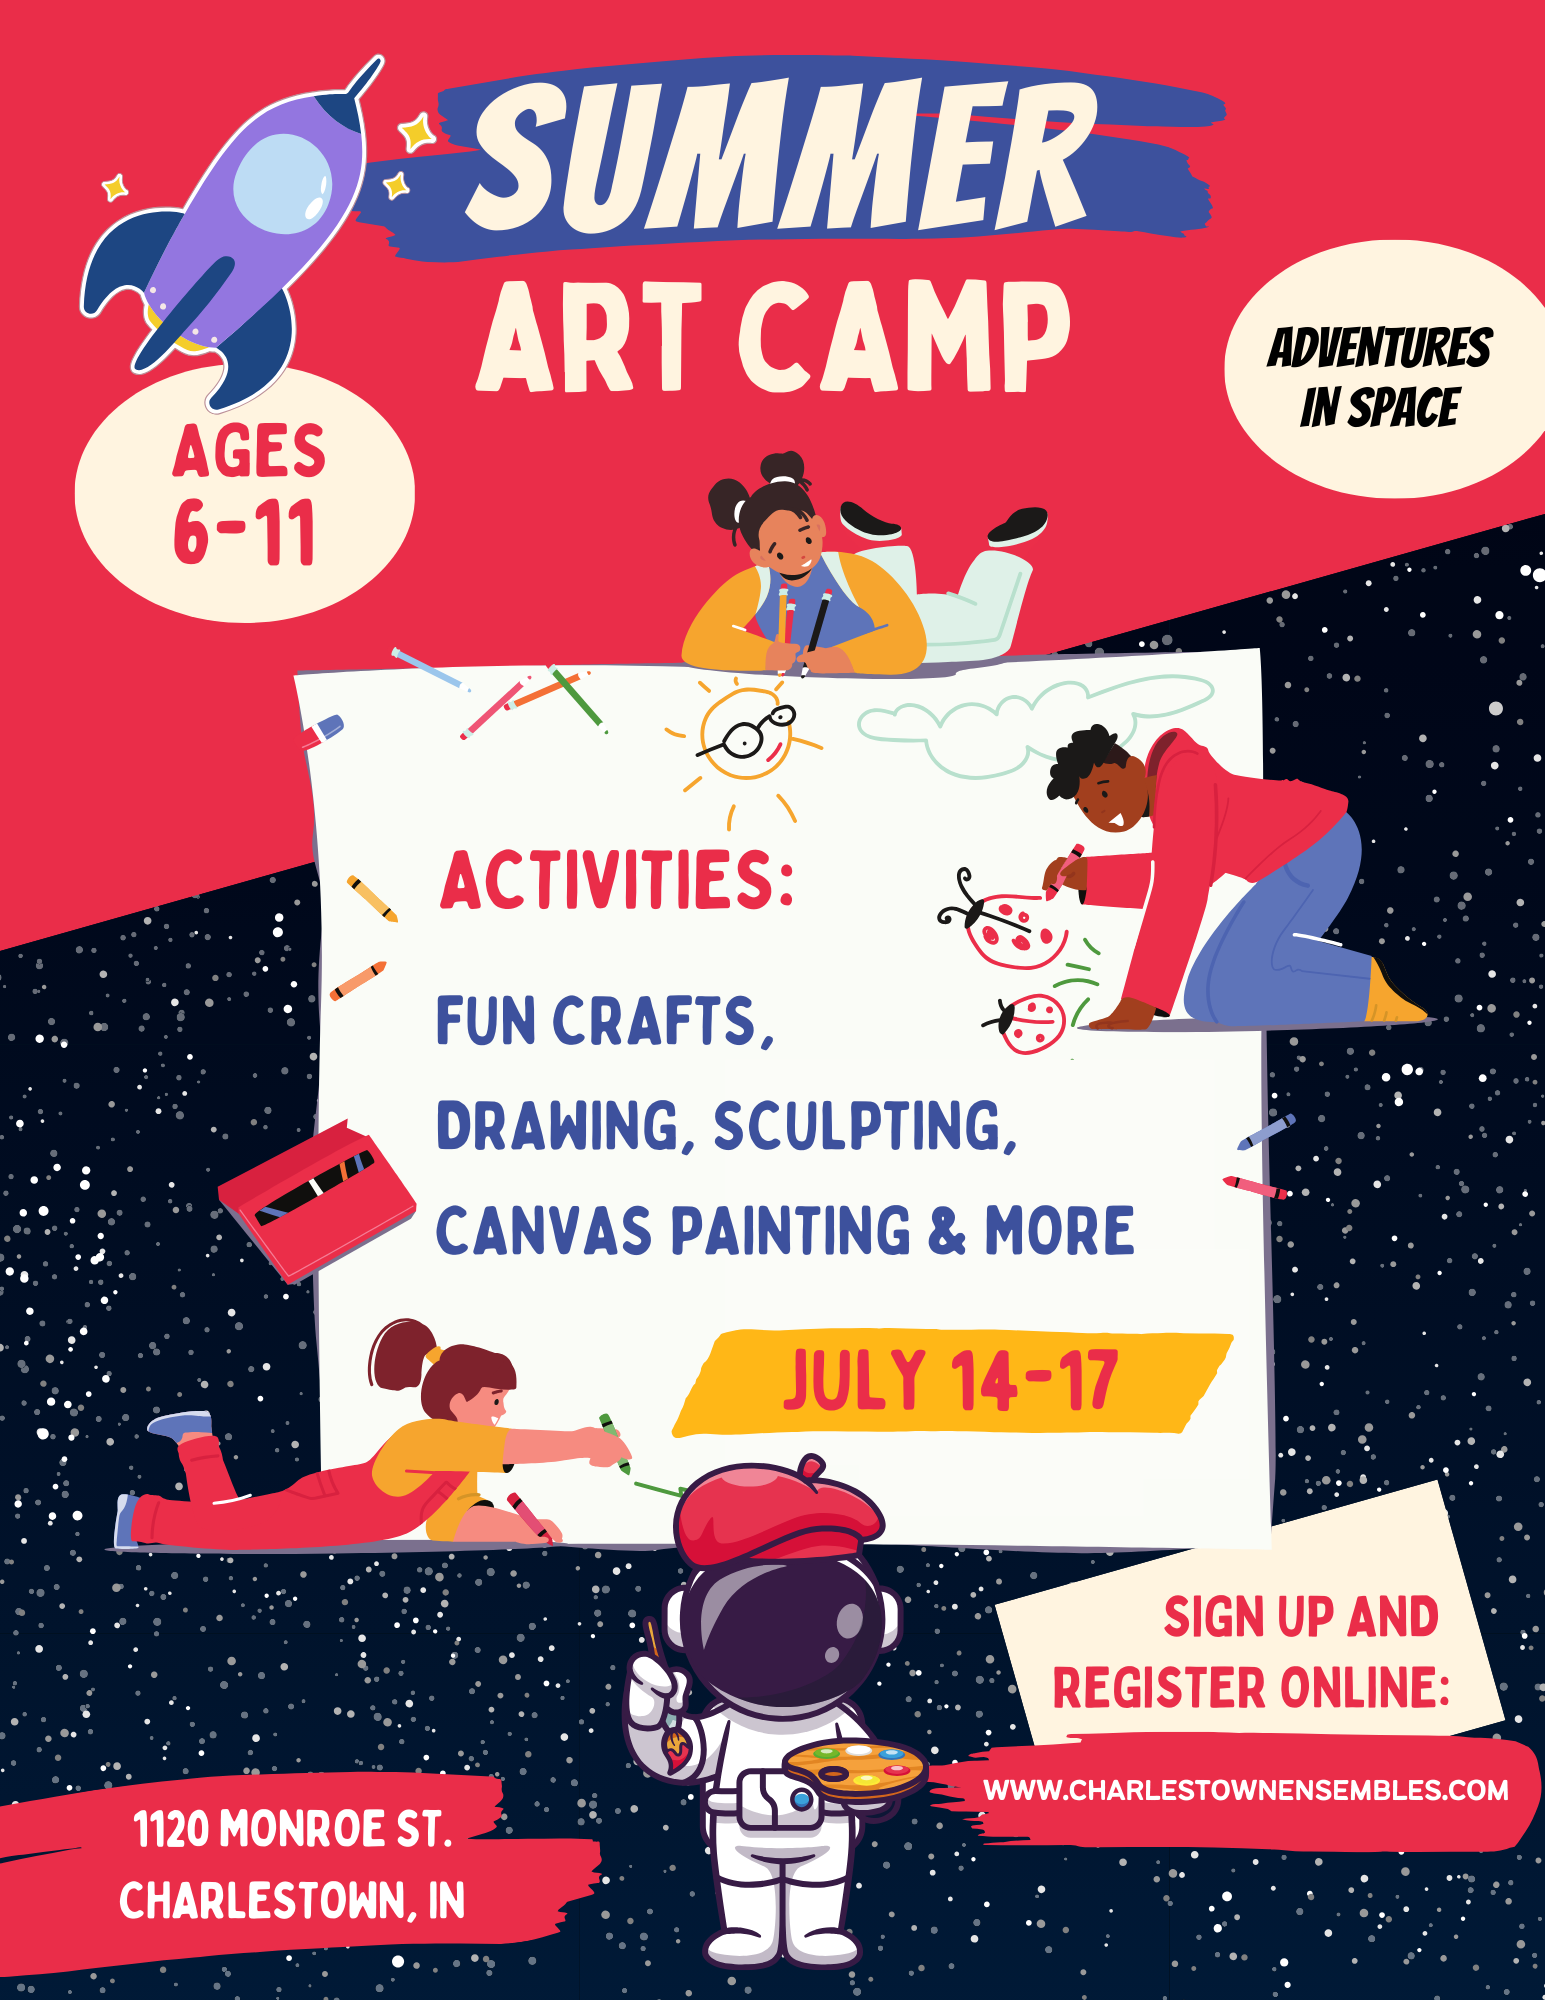 SUMMER
ART CAMP
ADVENTURES
IN SPACE
AGES
6-11
ACTIVITIES:
FUN CRAFTS,
DRAWING, SCULPTING,
CANVAS PAINTING & MORE
JULY 14-17
SIGN UP AND
REGISTER ONLINE:
WWW.CHARLESTOWNENSEMBLES.COM
1120 MONROE ST.
CHARLESTOWN, IN